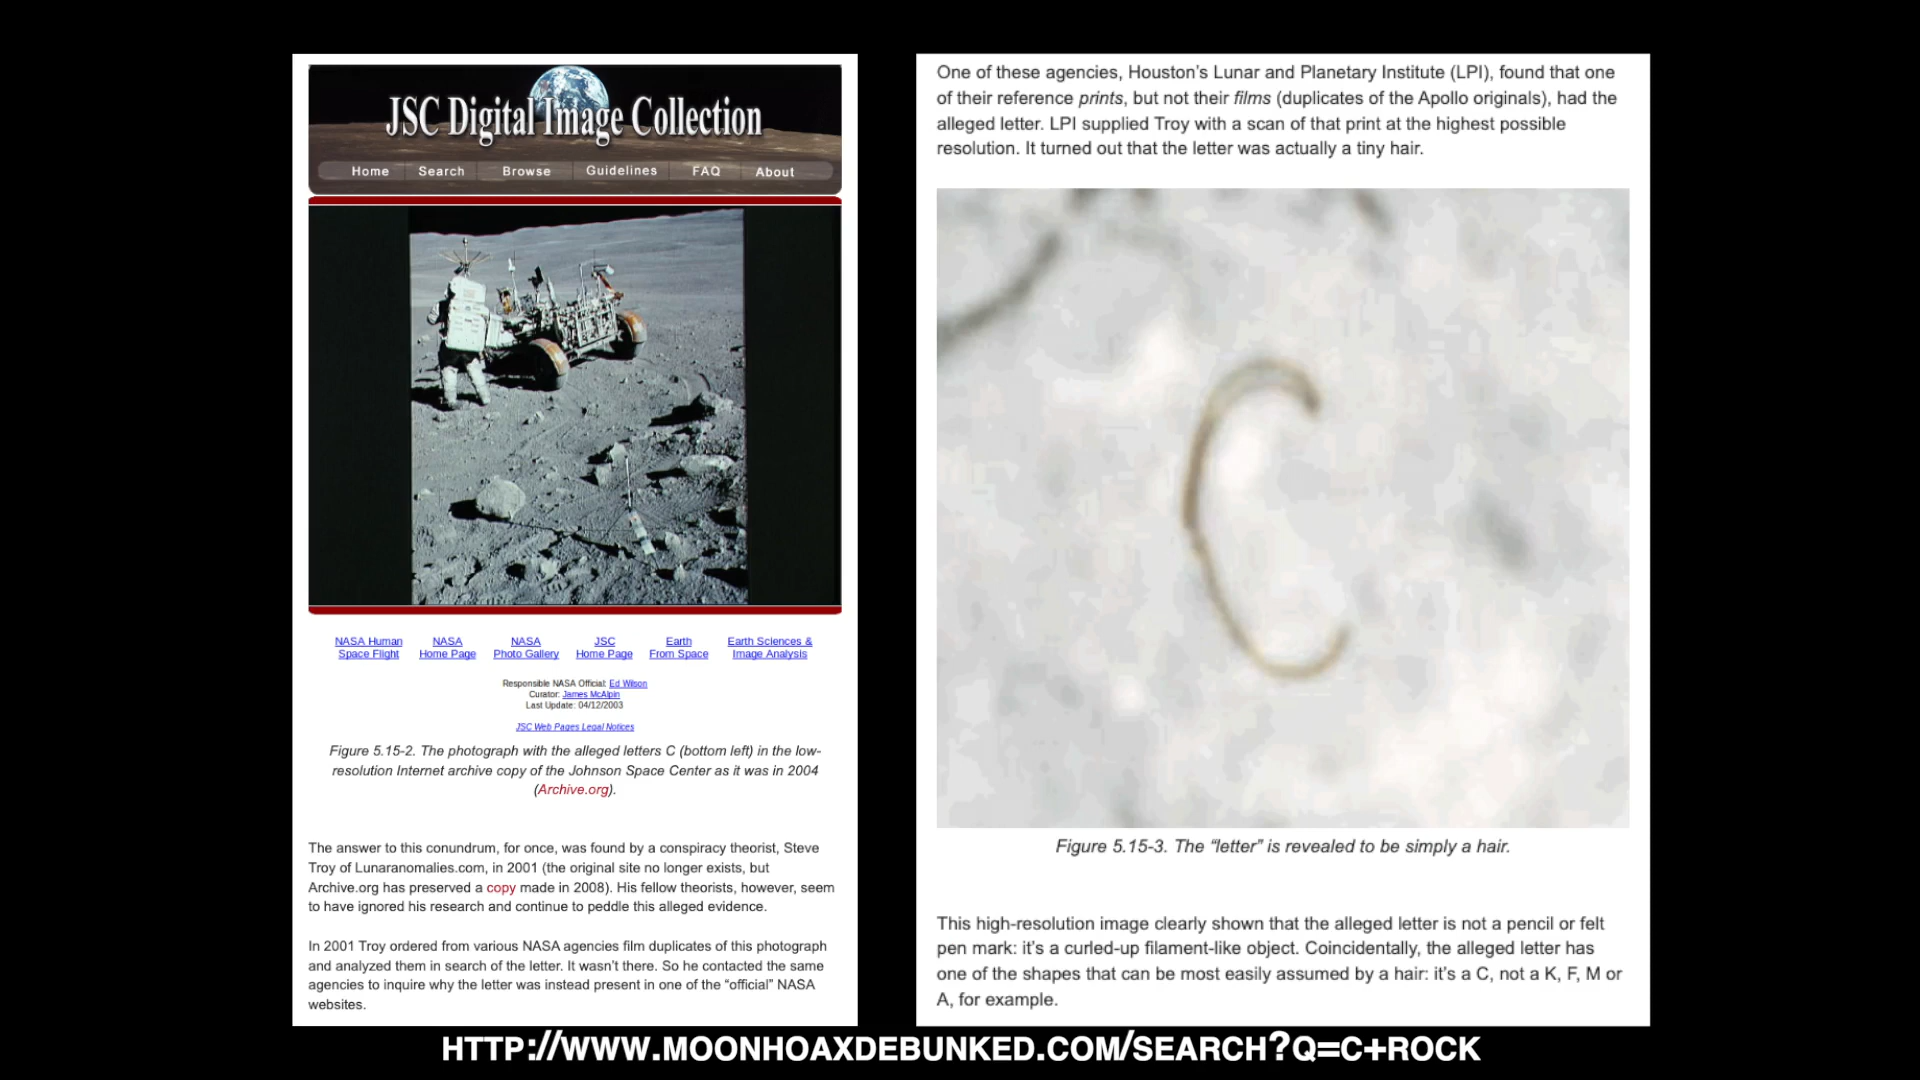 JSC Digital Image Collection
Home Search Browse Guidelines FAQ About
NASA Human Space Flight
NASA Home Page
NASA Photo Gallery
JSC Home Page
Earth From Space
Earth Sciences & Image Analysis
Responsible NASA Official: Ed Wilson
Curator: James McAlpin
Last Update: 04/12/2003
JSC Web Pages Legal Notices
Figure 5.15-2. The photograph with the alleged letters C (bottom left) in the low-
resolution Internet archive copy of the Johnson Space Center as it was in 2004
(Archive.org).
The answer to this conundrum, for once, was found by a conspiracy theorist, Steve
Troy of Lunaranomalies.com, in 2001 (the original site no longer exists, but
Archive.org has preserved a copy made in 2008). His fellow theorists, however, seem
to have ignored his research and continue to peddle this alleged evidence.
In 2001 Troy ordered from various NASA agencies film duplicates of this photograph
and analyzed them in search of the letter. It wasn't there. So he contacted the same
agencies to inquire why the letter was instead present in one of the “official” NASA
websites.
One of these agencies, Houston's Lunar and Planetary Institute (LPI), found that one
of their reference prints, but not their films (duplicates of the Apollo originals), had the
alleged letter. LPI supplied Troy with a scan of that print at the highest possible
resolution. It turned out that the letter was actually a tiny hair.
Figure 5.15-3. The “letter” is revealed to be simply a hair.
This high-resolution image clearly shown that the alleged letter is not a pencil or felt
pen mark: it's a curled-up filament-like object. Coincidentally, the alleged letter has
one of the shapes that can be most easily assumed by a hair: it's a C, not a K, F, M or
A, for example.
HTTP://WWW.MOONHOAXDEBUNKED.COM/SEARCH?Q=C+ROCK